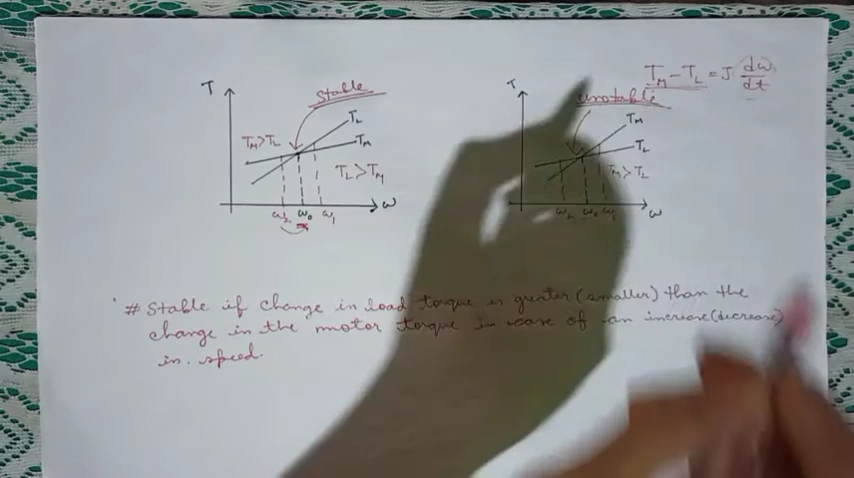 T
Stable
TL
TM>TL
TM
TL>TM
ω
ω2 ω0 ω1
TM - TL = J dω/dt
T
unstable
TM
TL
TM>TL
ω
ω2 ω0 ω1
# Stable if change in load torque is greater (smaller) than the
change in the motor torque in case of an increase (decrease)
in speed.